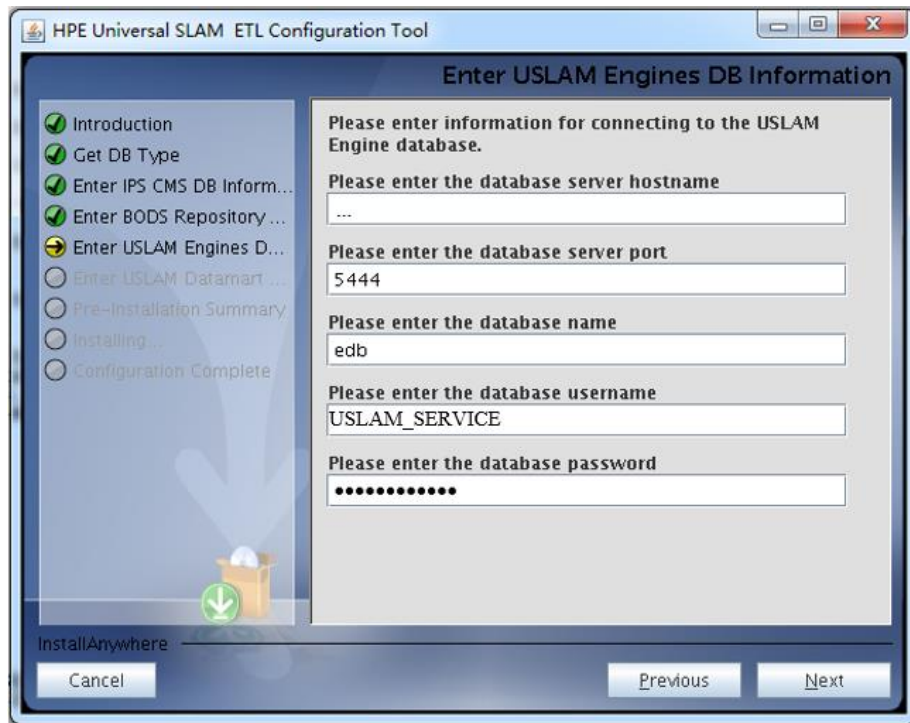 HPE Universal SLAM ETL Configuration Tool
Enter USLAM Engines DB Information
Introduction
Get DB Type
Enter IPS CMS DB Inform...
Enter BODS Repository ...
Enter USLAM Engines D...
Enter USLAM Datamart ...
Pre-Installation Summary
Installing...
Configuration Complete
Please enter information for connecting to the USLAM
Engine database.
Please enter the database server hostname
...
Please enter the database server port
5444
Please enter the database name
edb
Please enter the database username
USLAM_SERVICE
Please enter the database password
••••••••••••
InstallAnywhere
Cancel
Previous
Next